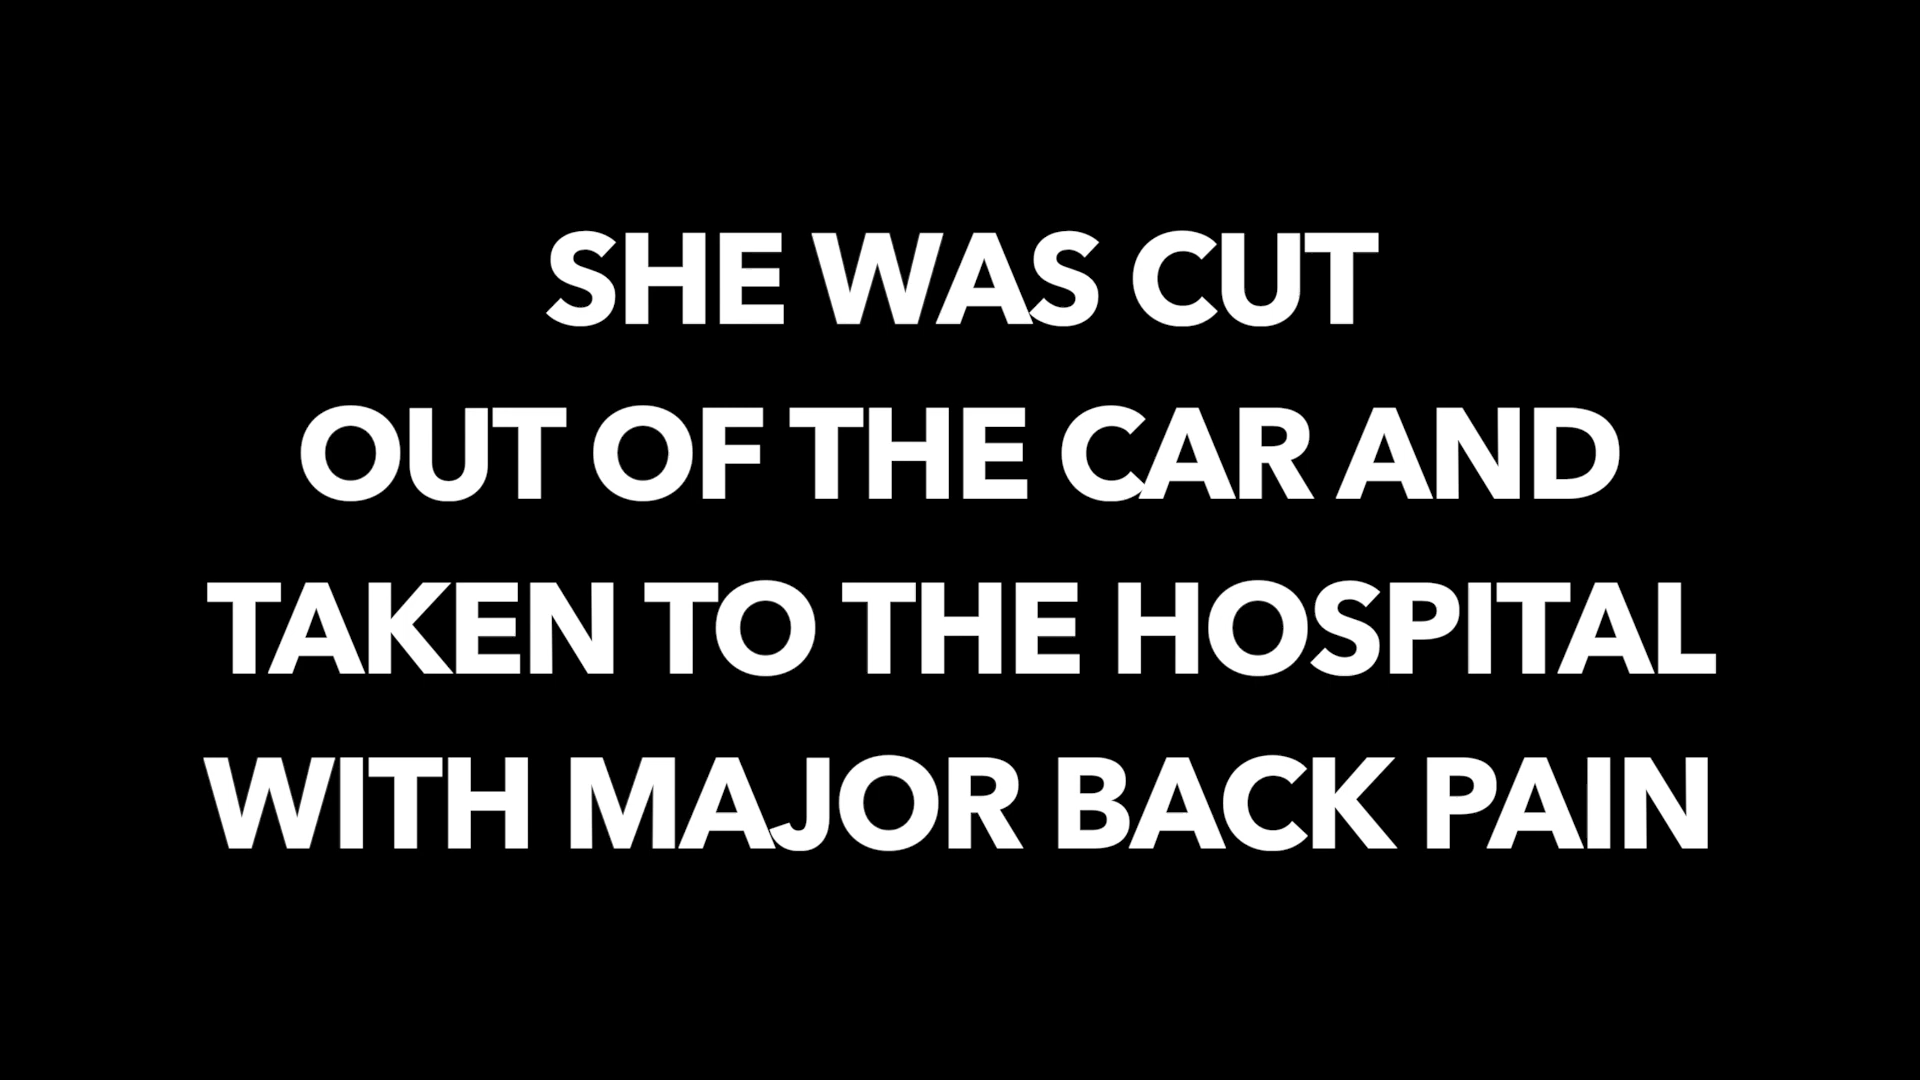 SHE WAS CUT
OUT OF THE CAR AND
TAKEN TO THE HOSPITAL
WITH MAJOR BACK PAIN